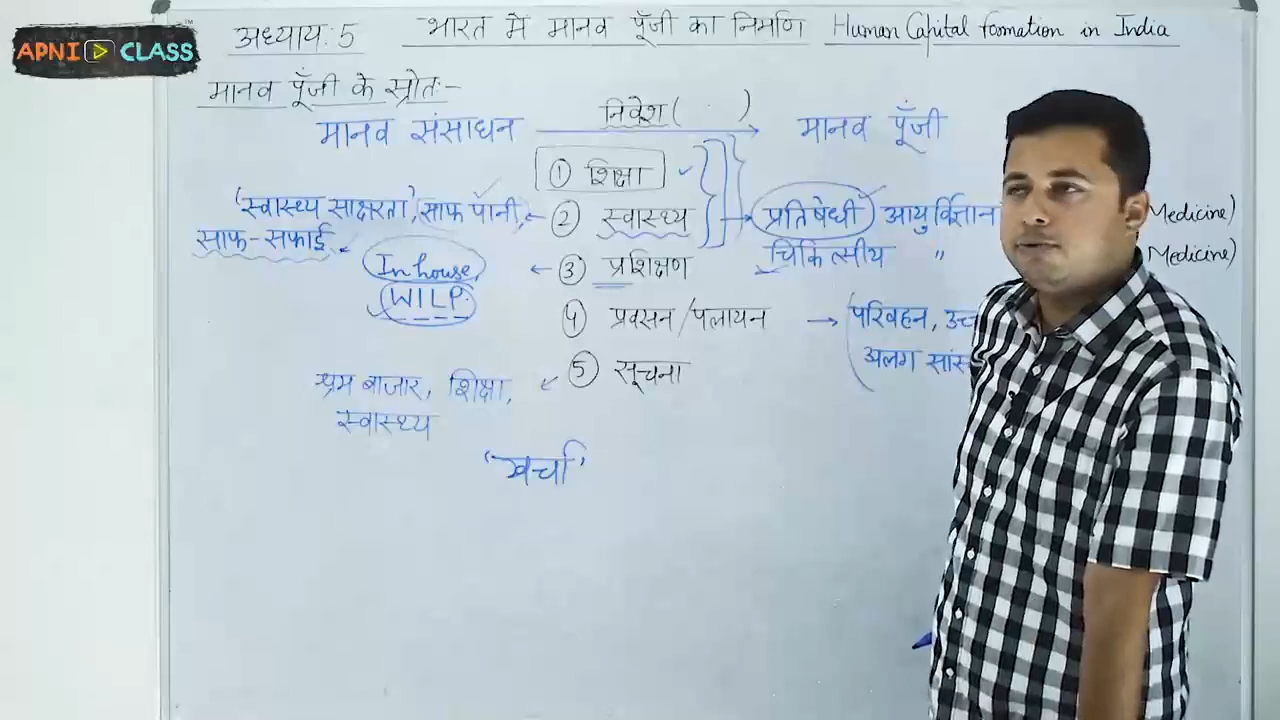 APNI CLASS
अध्याय: 5 भारत में मानव पूँजी का निर्माण Human Capital formation in India
मानव पूँजी के स्रोत:-
मानव संसाधन निवेश ( ) मानव पूँजी
① शिक्षा
'स्वास्थ्य साक्षरता', साफ पानी, ← ② स्वास्थ्य → प्रतिषेधी आयुर्विज्ञान Medicine)
साफ-सफाई
In house, ← ③ प्रशिक्षण चिकित्सीय " Medicine)
WILP.
④ प्रवसन/पलायन → (परिवहन, उच्च
अलग सांस
श्रम बाजार, शिक्षा, ⑤ सूचना
स्वास्थ्य
'खर्चा'